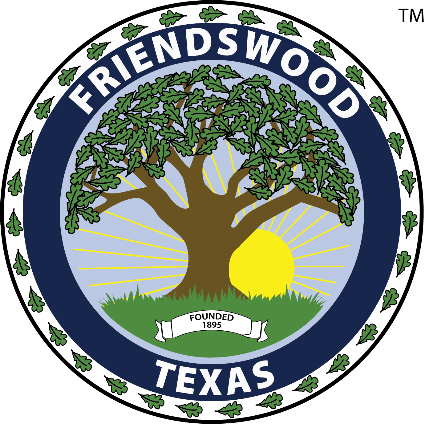 FRIENDSWOOD
FOUNDED
1895
TEXAS
TM